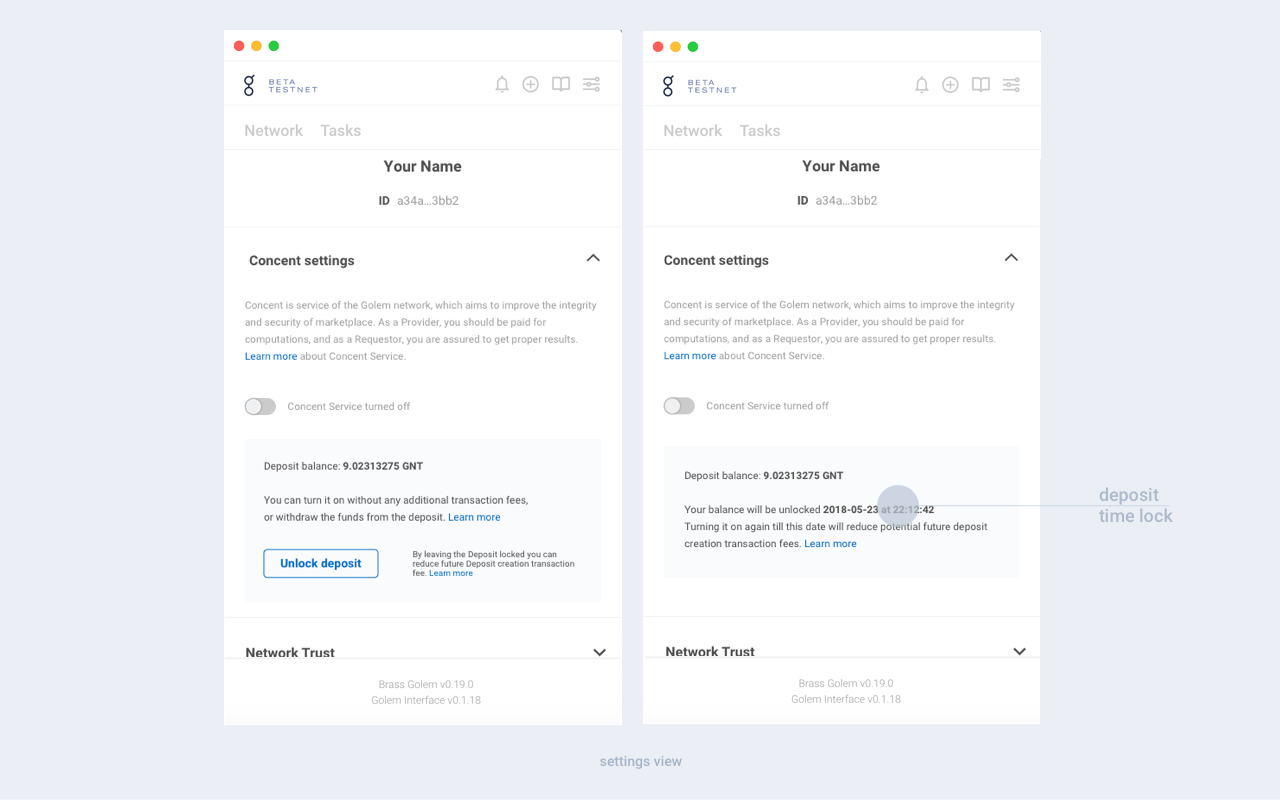 BETA
TESTNET
Network Tasks
Your Name
ID a34a...3bb2
Concent settings
Concent is service of the Golem network, which aims to improve the integrity
and security of marketplace. As a Provider, you should be paid for
computations, and as a Requestor, you are assured to get proper results.
Learn more about Concent Service.
Concent Service turned off
Deposit balance: 9.02313275 GNT
You can turn it on without any additional transaction fees,
or withdraw the funds from the deposit. Learn more
Unlock deposit
By leaving the Deposit locked you can
reduce future Deposit creation transaction
fee. Learn more
Network Trust
Brass Golem v0.19.0
Golem Interface v0.1.18
BETA
TESTNET
Network Tasks
Your Name
ID a34a...3bb2
Concent settings
Concent is service of the Golem network, which aims to improve the integrity
and security of marketplace. As a Provider, you should be paid for
computations, and as a Requestor, you are assured to get proper results.
Learn more about Concent Service.
Concent Service turned off
Deposit balance: 9.02313275 GNT
Your balance will be unlocked 2018-05-23 at 22:12:42
Turning it on again till this date will reduce potential future deposit
creation transaction fees. Learn more
Network Trust
Brass Golem v0.19.0
Golem Interface v0.1.18
deposit
time lock
settings view